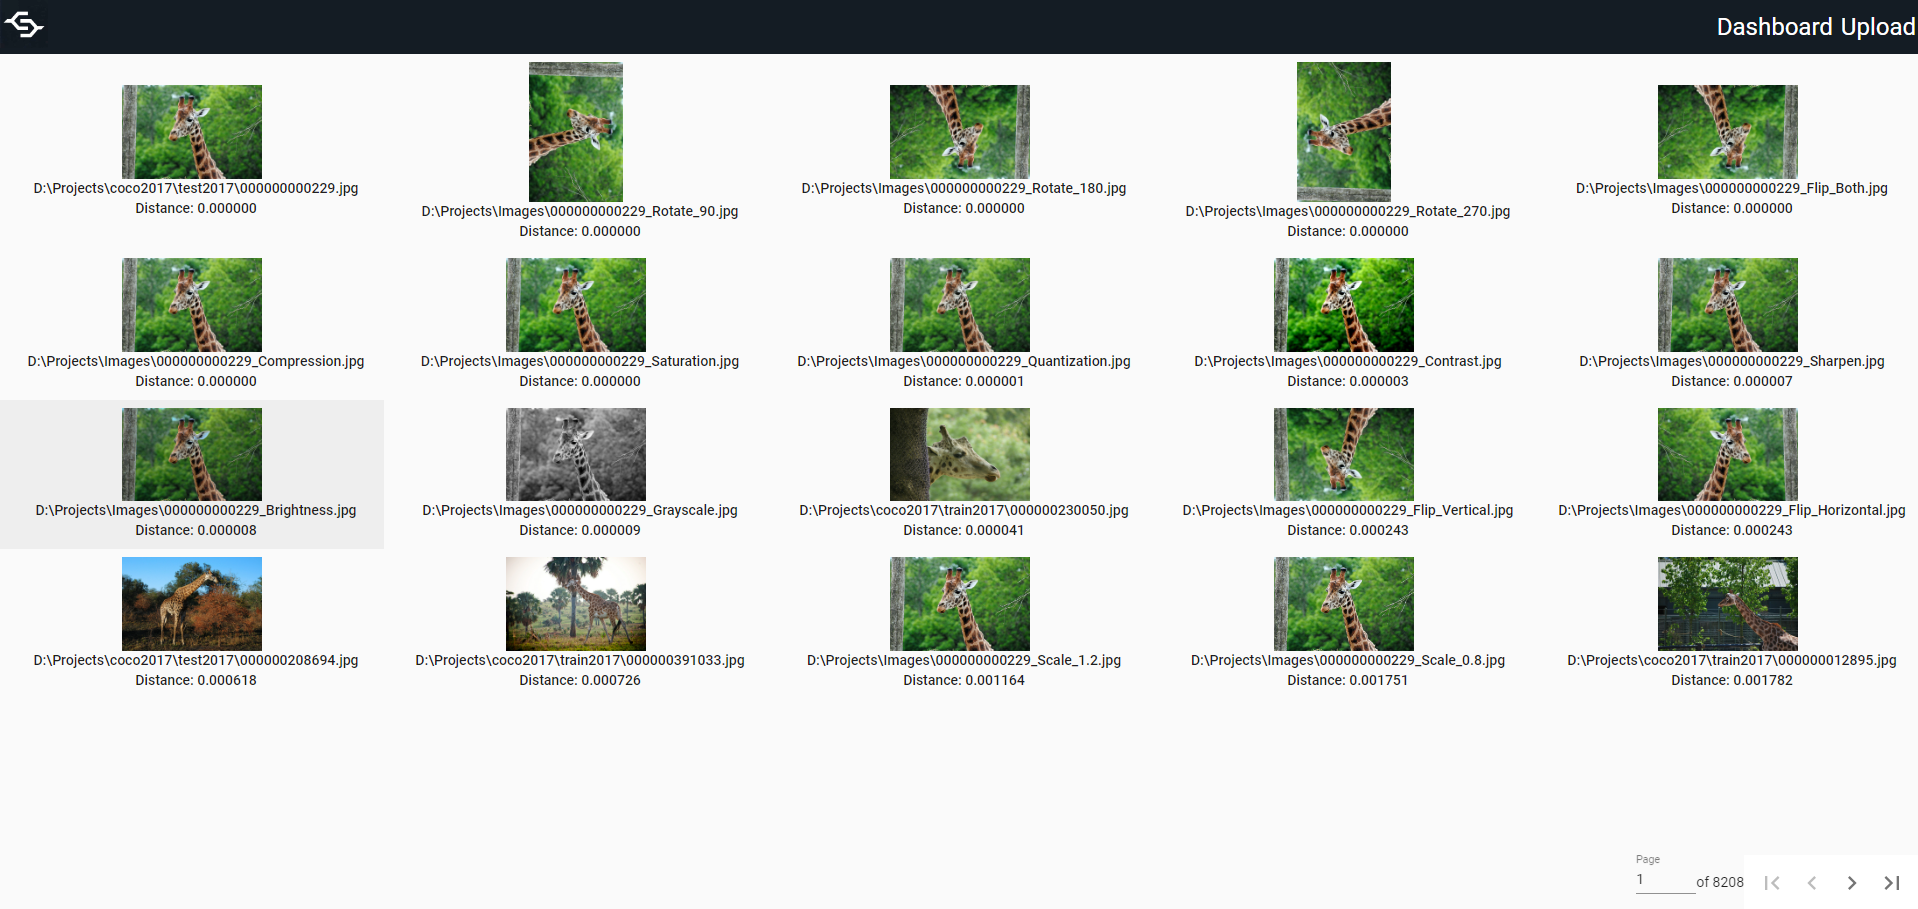 Dashboard Upload
D:\Projects\coco2017\test2017\000000000229.jpg
Distance: 0.000000
D:\Projects\Images\000000000229_Rotate_90.jpg
Distance: 0.000000
D:\Projects\Images\000000000229_Rotate_180.jpg
Distance: 0.000000
D:\Projects\Images\000000000229_Rotate_270.jpg
Distance: 0.000000
D:\Projects\Images\000000000229_Flip_Both.jpg
Distance: 0.000000
D:\Projects\Images\000000000229_Compression.jpg
Distance: 0.000000
D:\Projects\Images\000000000229_Saturation.jpg
Distance: 0.000000
D:\Projects\Images\000000000229_Quantization.jpg
Distance: 0.000001
D:\Projects\Images\000000000229_Contrast.jpg
Distance: 0.000003
D:\Projects\Images\000000000229_Sharpen.jpg
Distance: 0.000007
D:\Projects\Images\000000000229_Brightness.jpg
Distance: 0.000008
D:\Projects\Images\000000000229_Grayscale.jpg
Distance: 0.000009
D:\Projects\coco2017\train2017\000000230050.jpg
Distance: 0.000041
D:\Projects\Images\000000000229_Flip_Vertical.jpg
Distance: 0.000243
D:\Projects\Images\000000000229_Flip_Horizontal.jpg
Distance: 0.000243
D:\Projects\coco2017\test2017\000000208694.jpg
Distance: 0.000618
D:\Projects\coco2017\train2017\000000391033.jpg
Distance: 0.000726
D:\Projects\Images\000000000229_Scale_1.2.jpg
Distance: 0.001164
D:\Projects\Images\000000000229_Scale_0.8.jpg
Distance: 0.001751
D:\Projects\coco2017\train2017\000000012895.jpg
Distance: 0.001782
Page
1 of 8208